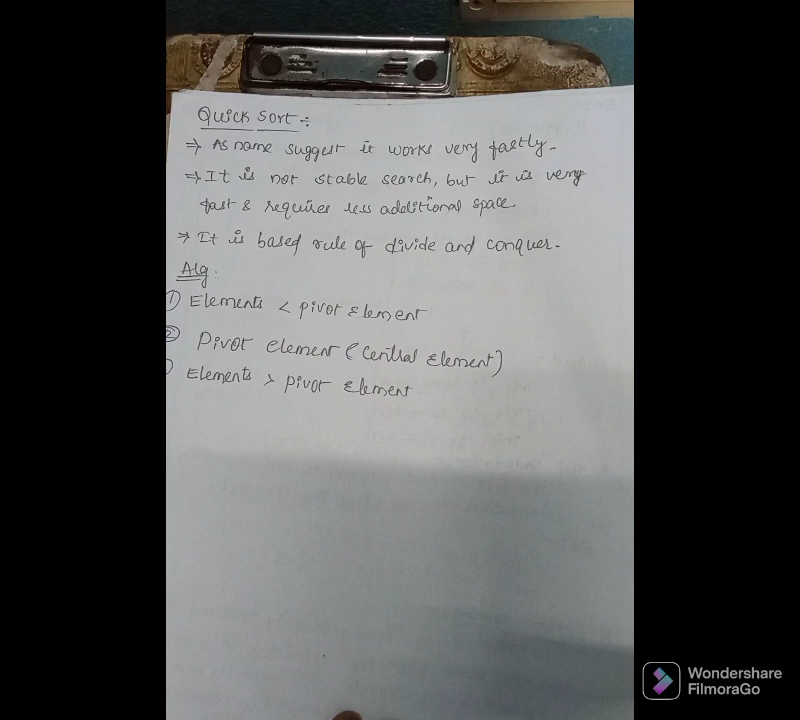 Quick Sort :-
⇒ As name suggest it works very fastly.
⇒ It is not stable search, but it is very
fast & requires less additional space
⇒ It is based rule of divide and conquer.
Alg:
① Elements < pivot Element
② Pivot element (Central Element)
Elements > pivot Element
Wondershare
FilmoraGo